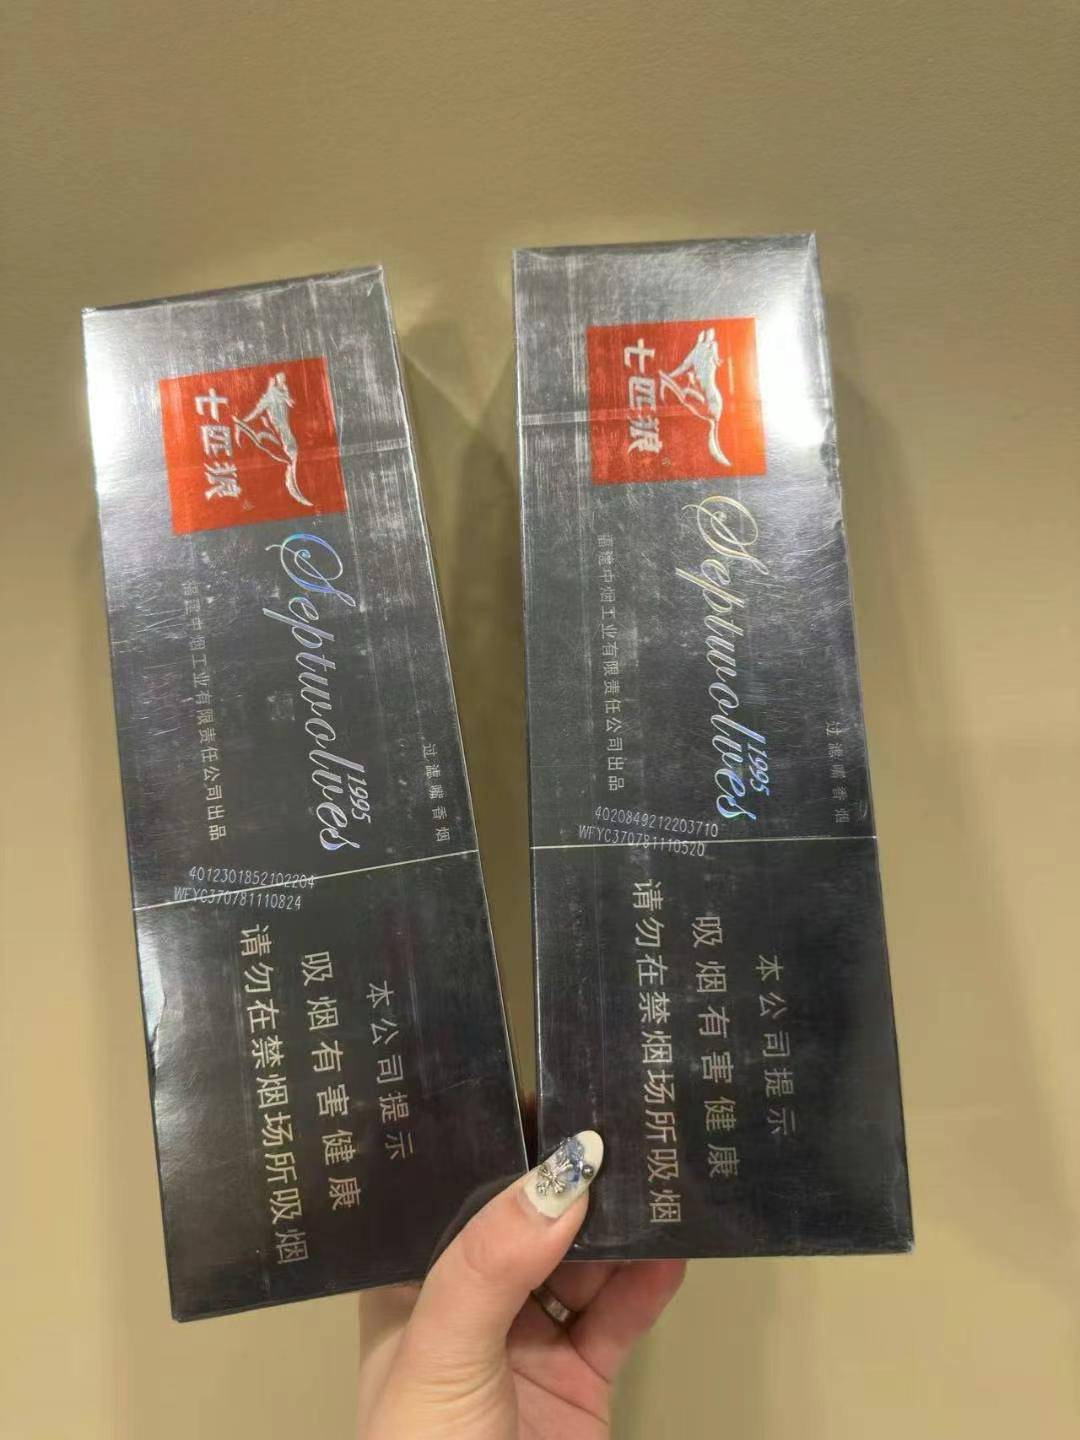 七匹狼
Septwolves
1995
福建中烟工业有限责任公司出品
过滤嘴香烟
4012301852102204
WFYC370781110824
本公司提示
吸烟有害健康
请勿在禁烟场所吸烟
七匹狼
Septwolves
1995
福建中烟工业有限责任公司出品
过滤嘴香烟
4020849212203710
WFYC370781110520
本公司提示
吸烟有害健康
请勿在禁烟场所吸烟